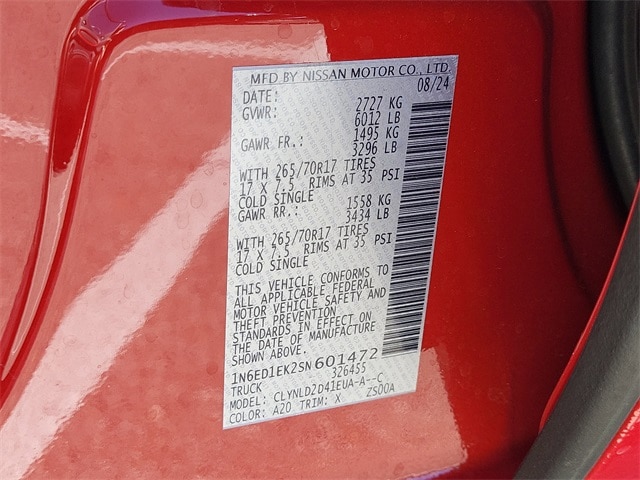 MFD BY NISSAN MOTOR CO., LTD.
DATE: 08/24
GVWR: 2727 KG
6012 LB
GAWR FR.: 1495 KG
3296 LB
WITH 265/70R17 TIRES
17 X 7.5 RIMS AT 35 PSI
COLD SINGLE
GAWR RR.: 1558 KG
3434 LB
WITH 265/70R17 TIRES
17 X 7.5 RIMS AT 35 PSI
COLD SINGLE
THIS VEHICLE CONFORMS TO
ALL APPLICABLE FEDERAL
MOTOR VEHICLE SAFETY AND
THEFT PREVENTION
STANDARDS IN EFFECT ON
THE DATE OF MANUFACTURE
SHOWN ABOVE.
1N6ED1EK2SN601472
TRUCK 326455
MODEL: CLYNLD2D41EUA-A--C
COLOR: A20 TRIM: X ZS00A